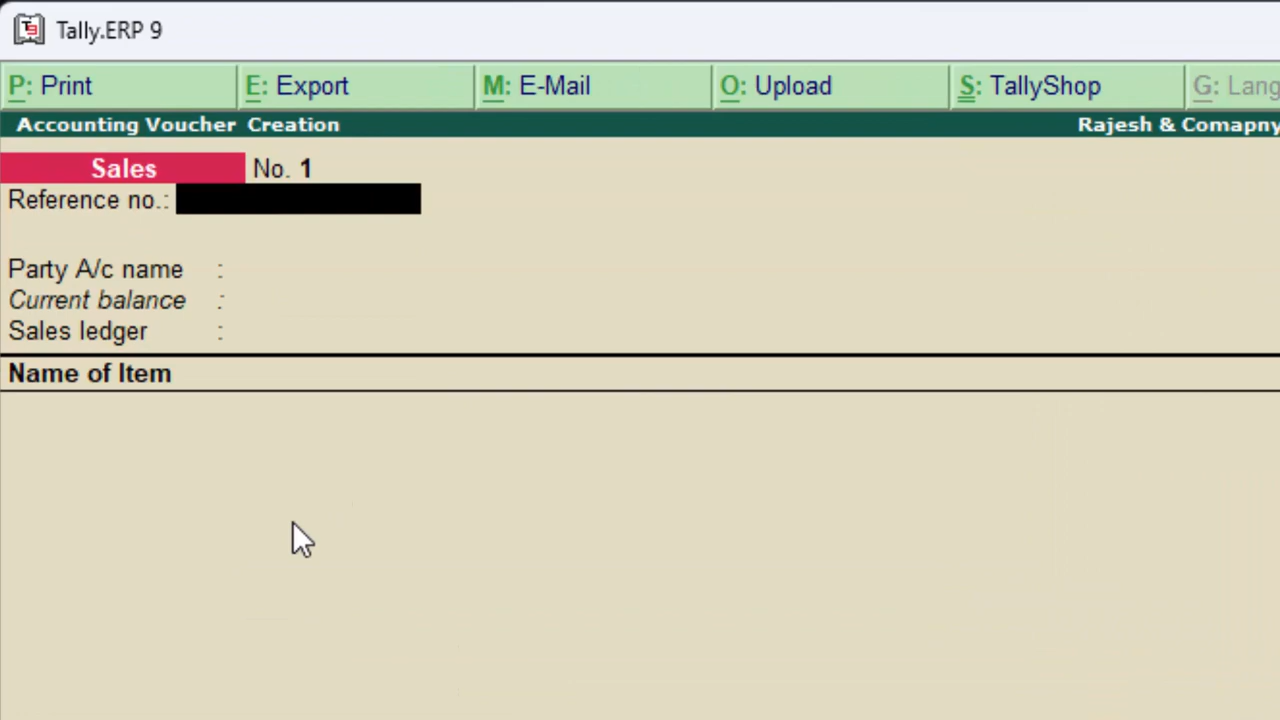 Tally.ERP 9
P: Print E: Export M: E-Mail O: Upload S: TallyShop G: Lang
Accounting Voucher Creation Rajesh & Comapny
Sales No. 1
Reference no.:
Party A/c name :
Current balance :
Sales ledger :
Name of Item